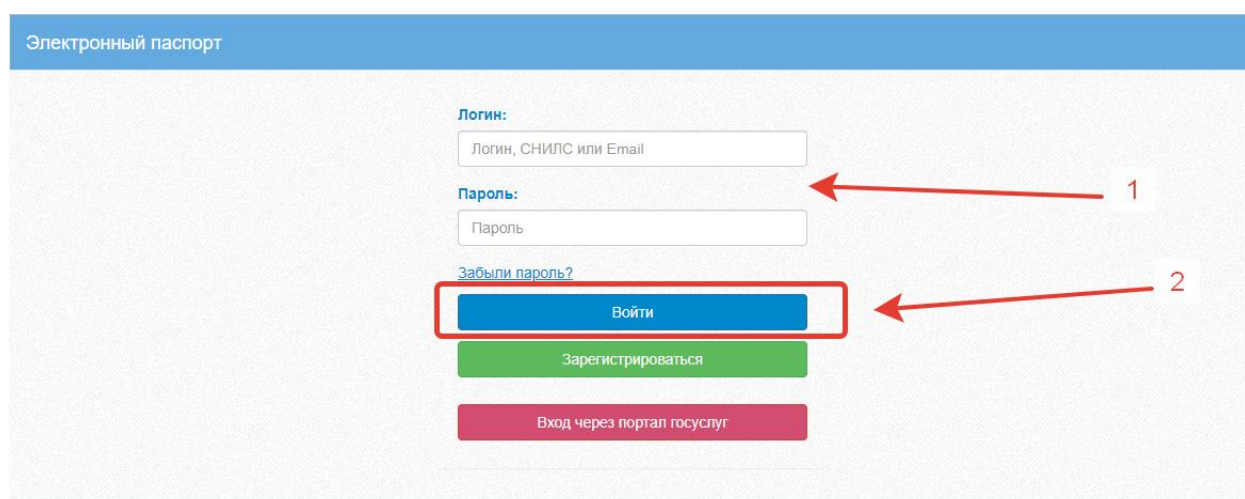 Электронный паспорт
Логин:
Логин, СНИЛС или Email
1
Пароль:
Пароль
Забыли пароль?
2
Войти
Зарегистрироваться
Вход через портал госуслуг